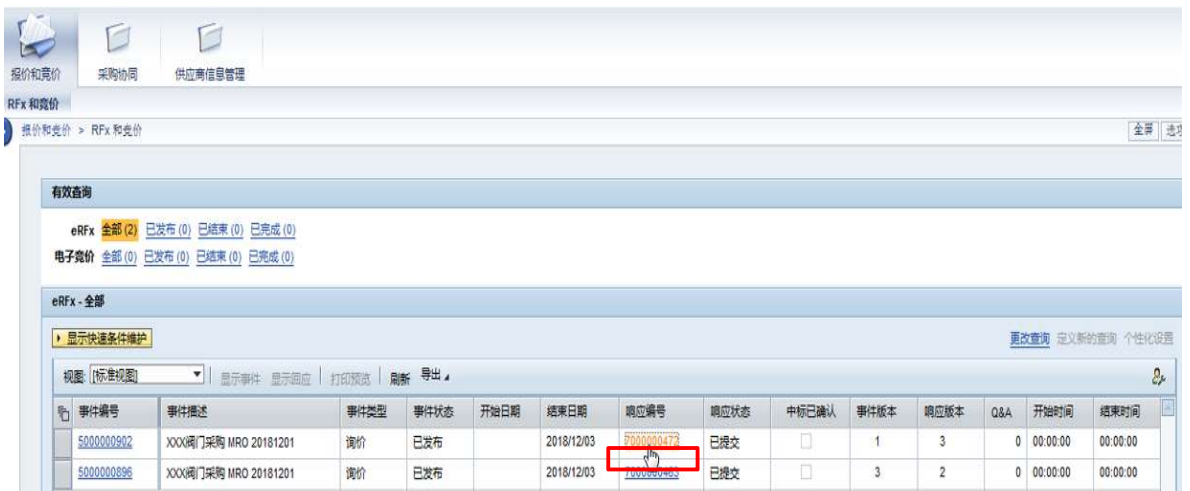 报价和竞价 采购协同 供应商信息管理
RFx 和竞价
报价和竞价 > RFx 和竞价 全屏
有效查询
eRFx 全部 (2) 已发布 (0) 已结束 (0) 已完成 (0)
电子竞价 全部 (0) 已发布 (0) 已结束 (0) 已完成 (0)
eRFx - 全部
显示快速条件维护 更改查询 定义新的查询 个性化设置
视图: [标准视图] 显示事件 显示回应 打印预览 刷新 导出
事件编号 事件描述 事件类型 事件状态 开始日期 结束日期 响应编号 响应状态 中标已确认 事件版本 响应版本 Q&A 开始时间 结束时间
5000000902 XXX阀门采购 MRO 20181201 询价 已发布 2018/12/03 7000000472 已提交 1 3 0 00:00:00 00:00:00
5000000896 XXX阀门采购 MRO 20181201 询价 已发布 2018/12/03 已提交 3 2 0 00:00:00 00:00:00